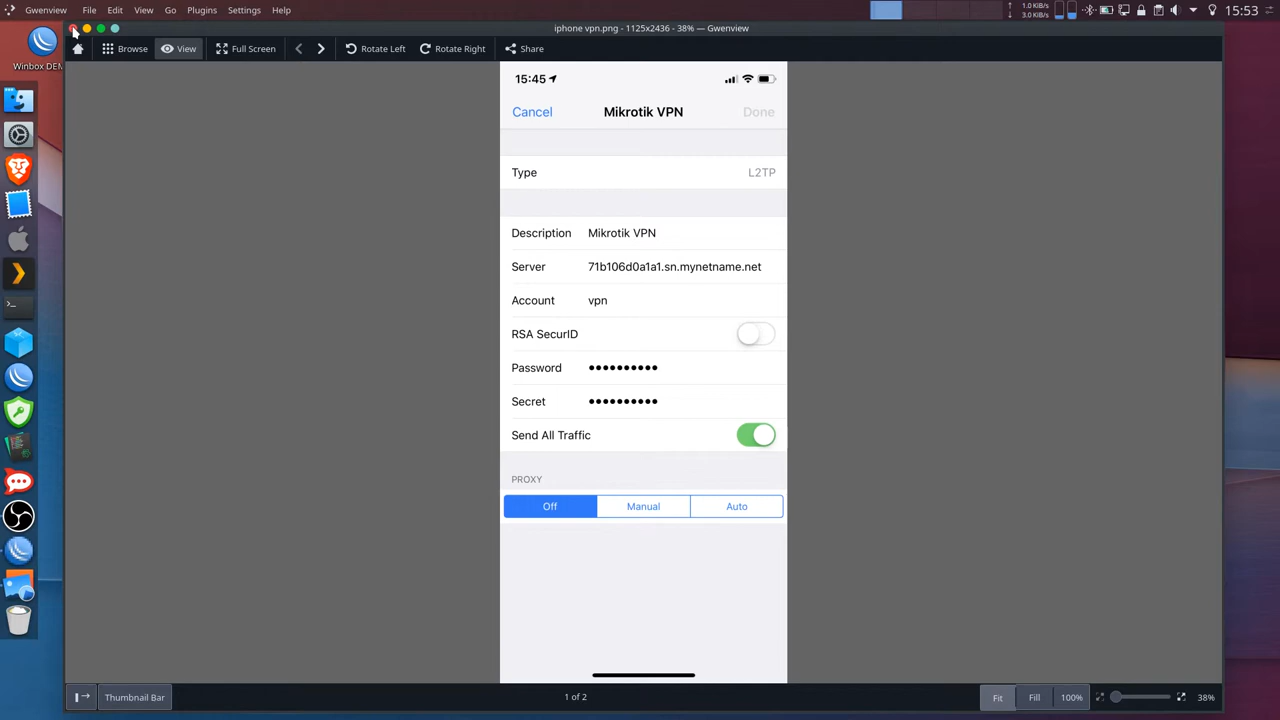 Gwenview File Edit View Go Plugins Settings Help
1.0 KiB/s
3.0 KiB/s
15:53
iphone vpn.png - 1125x2436 - 38% — Gwenview
Winbox DEM
Browse View Full Screen Rotate Left Rotate Right Share
15:45
Cancel Mikrotik VPN Done
Type L2TP
Description Mikrotik VPN
Server 71b106d0a1a1.sn.mynetname.net
Account vpn
RSA SecurID
Password ••••••••••
Secret ••••••••••
Send All Traffic
PROXY
Off Manual Auto
Thumbnail Bar 1 of 2 Fit Fill 100% 38%